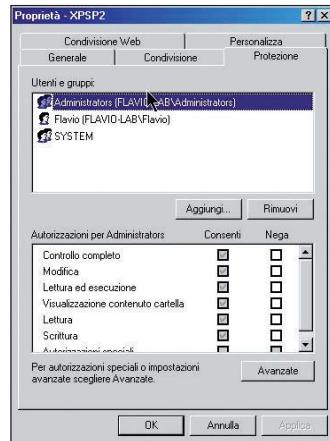 Proprietà - XPSP2
Condivisione Web
Personalizza
Generale
Condivisione
Protezione
Utenti e gruppi:
Administrators (FLAVIO-LAB\Administrators)
Flavio (FLAVIO-LAB\Flavio)
SYSTEM
Aggiungi...
Rimuovi
Autorizzazioni per Administrators
Consenti
Nega
Controllo completo
Modifica
Lettura ed esecuzione
Visualizzazione contenuto cartella
Lettura
Scrittura
Autorizzazioni speciali
Per autorizzazioni speciali o impostazioni
avanzate scegliere Avanzate.
Avanzate
OK
Annulla
Applica